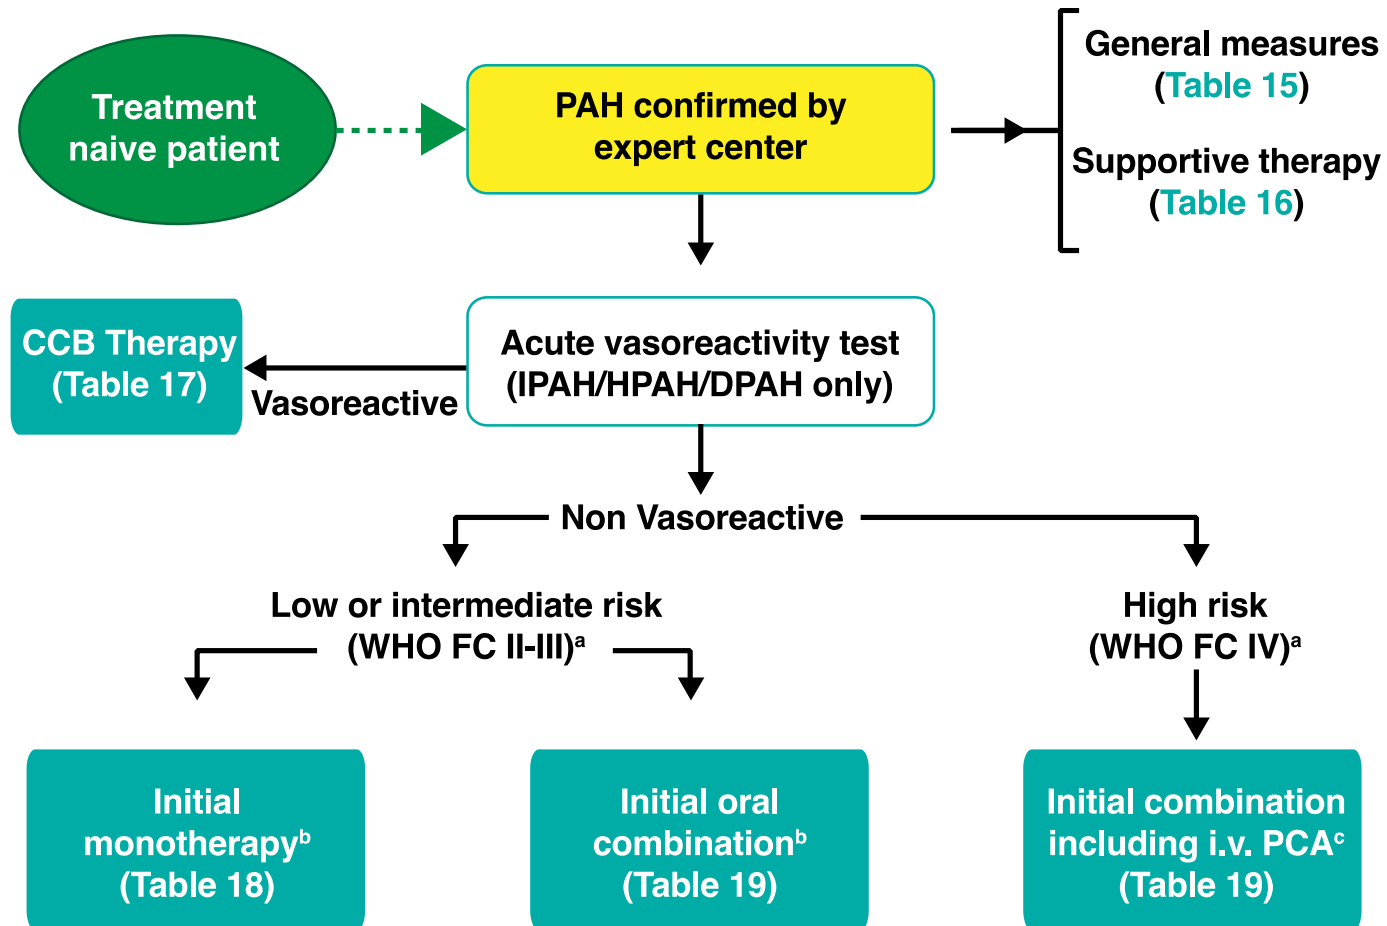 Treatment
naive patient
PAH confirmed by
expert center
General measures
(Table 15)
Supportive therapy
(Table 16)
CCB Therapy
(Table 17)
Vasoreactive
Acute vasoreactivity test
(IPAH/HPAH/DPAH only)
Non Vasoreactive
Low or intermediate risk
(WHO FC II-III)ᵃ
High risk
(WHO FC IV)ᵃ
Initial
monotherapyᵇ
(Table 18)
Initial oral
combinationᵇ
(Table 19)
Initial combination
including i.v. PCAᶜ
(Table 19)